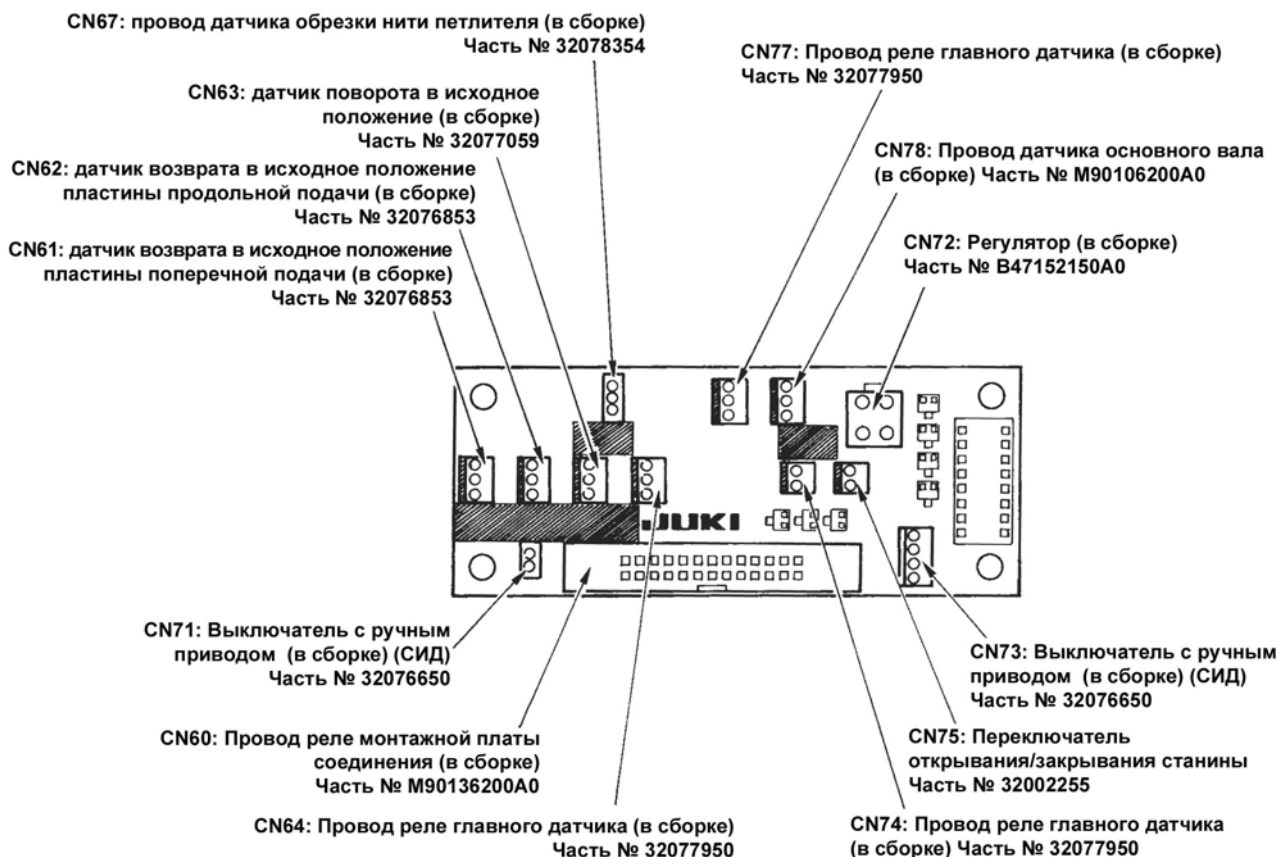 CN67: провод датчика обрезки нити петлителя (в сборке)
Часть № 32078354
CN63: датчик поворота в исходное
положение (в сборке)
Часть № 32077059
CN62: датчик возврата в исходное положение
пластины продольной подачи (в сборке)
Часть № 32076853
CN61: датчик возврата в исходное положение
пластины поперечной подачи (в сборке)
Часть № 32076853
CN77: Провод реле главного датчика (в сборке)
Часть № 32077950
CN78: Провод датчика основного вала
(в сборке) Часть № M90106200A0
CN72: Регулятор (в сборке)
Часть № B47152150A0
JUKI
CN71: Выключатель с ручным
приводом (в сборке) (СИД)
Часть № 32076650
CN60: Провод реле монтажной платы
соединения (в сборке)
Часть № M90136200A0
CN64: Провод реле главного датчика (в сборке)
Часть № 32077950
CN73: Выключатель с ручным
приводом (в сборке) (СИД)
Часть № 32076650
CN75: Переключатель
открывания/закрывания станины
Часть № 32002255
CN74: Провод реле главного датчика
(в сборке) Часть № 32077950